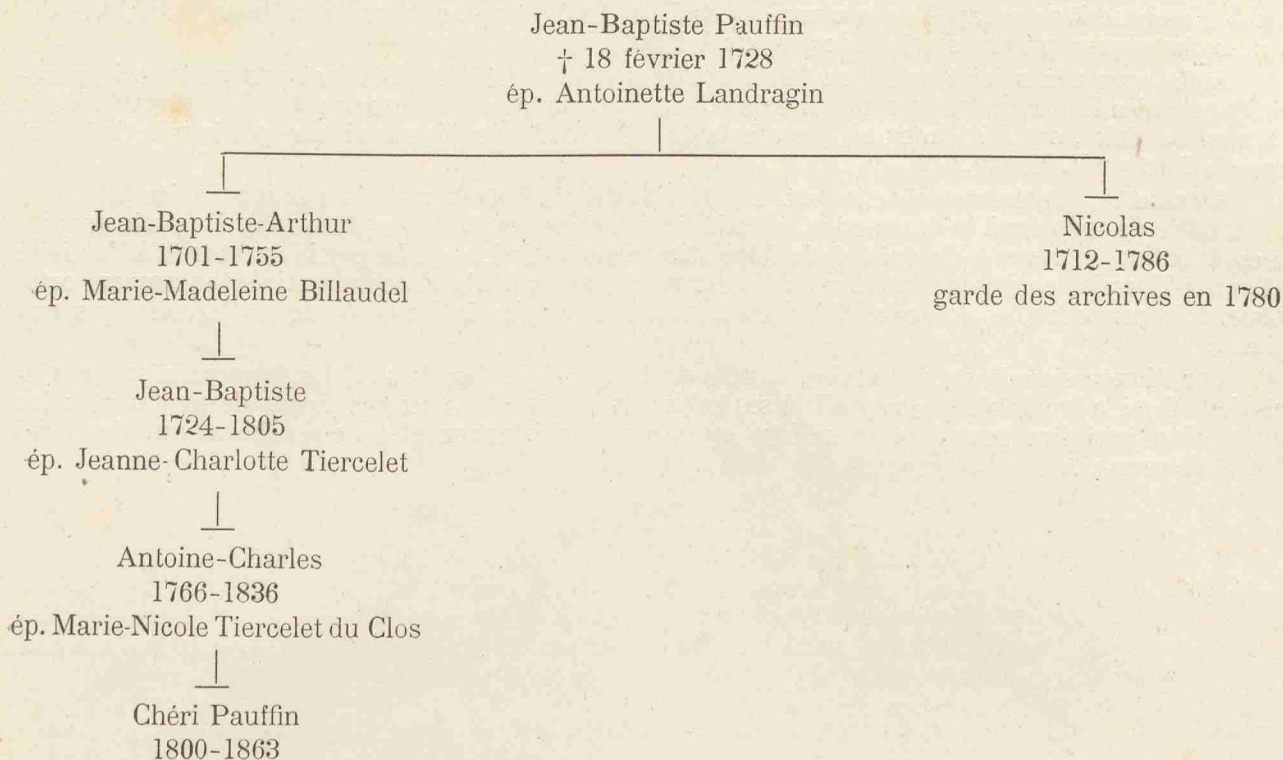 Jean-Baptiste Pauffin
† 18 février 1728
ép. Antoinette Landragin
Jean-Baptiste-Arthur
1701-1755
ép. Marie-Madeleine Billaudel
Nicolas
1712-1786
garde des archives en 1780
Jean-Baptiste
1724-1805
ép. Jeanne-Charlotte Tiercelet
Antoine-Charles
1766-1836
ép. Marie-Nicole Tiercelet du Clos
Chéri Pauffin
1800-1863